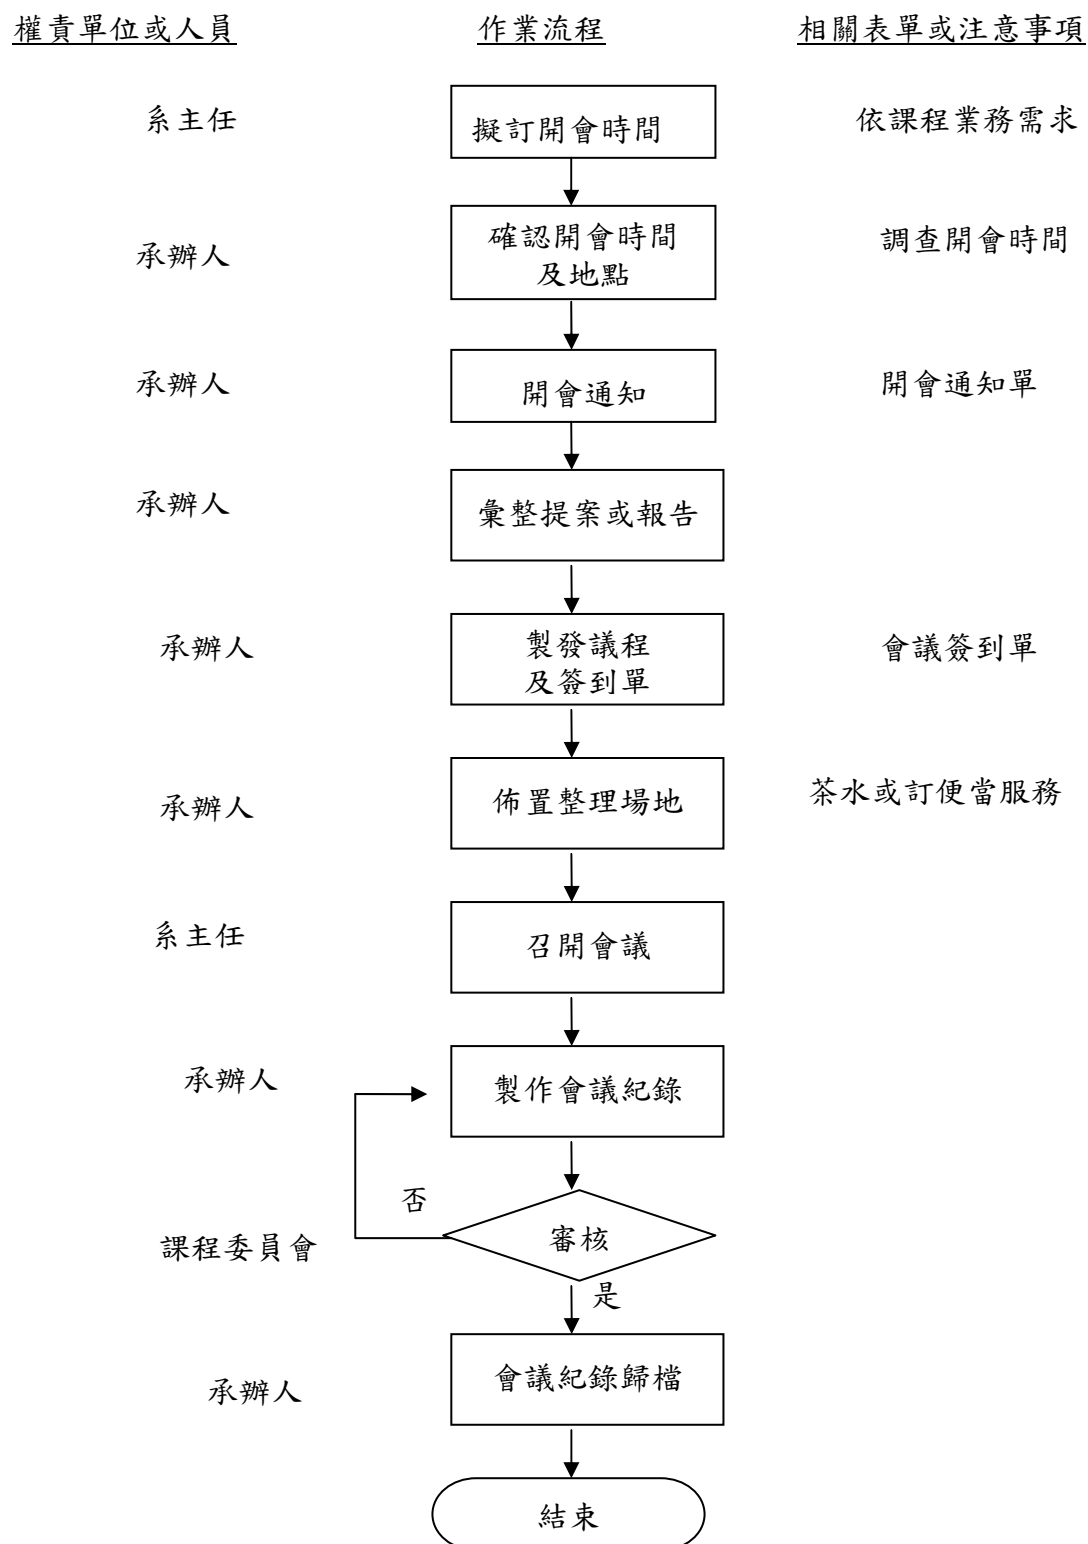 權責單位或人員 作業流程 相關表單或注意事項
系主任 擬訂開會時間 依課程業務需求
承辦人 確認開會時間 調查開會時間
及地點
承辦人 開會通知 開會通知單
承辦人 彙整提案或報告
承辦人 製發議程 會議簽到單
及簽到單
承辦人 佈置整理場地 茶水或訂便當服務
系主任 召開會議
承辦人 製作會議紀錄
否
課程委員會 審核
是
承辦人 會議紀錄歸檔
結束